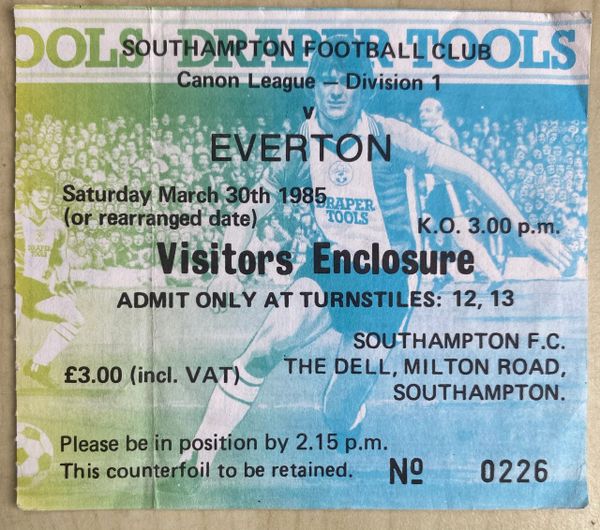 OOLS DRAPER TOOLS
SOUTHAMPTON FOOTBALL CLUB
Canon League — Division 1
v
EVERTON
Saturday March 30th 1985
(or rearranged date)
K.O. 3.00 p.m.
DRAPER
TOOLS
DRAPER
TOOLS
Visitors Enclosure
ADMIT ONLY AT TURNSTILES: 12, 13
SOUTHAMPTON F.C.
THE DELL, MILTON ROAD,
SOUTHAMPTON.
£3.00 (incl. VAT)
Please be in position by 2.15 p.m.
This counterfoil to be retained.
Nº 0226